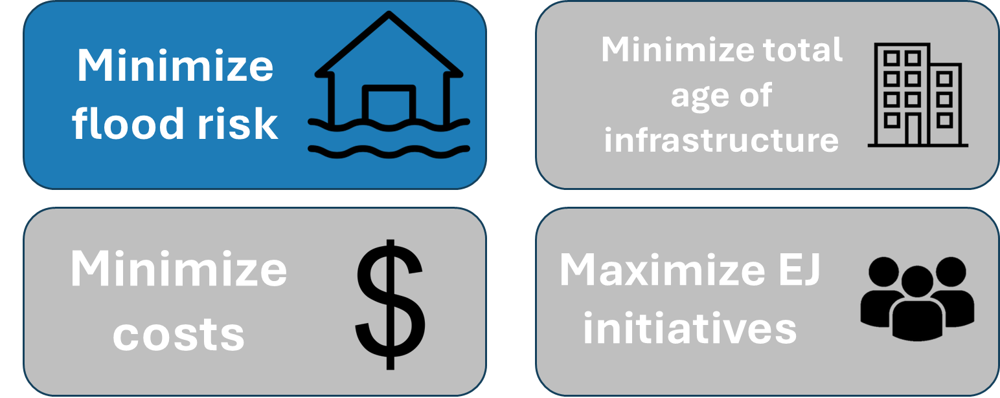 Minimize
flood risk
Minimize total
age of
infrastructure
Minimize
costs
$
Maximize EJ
initiatives